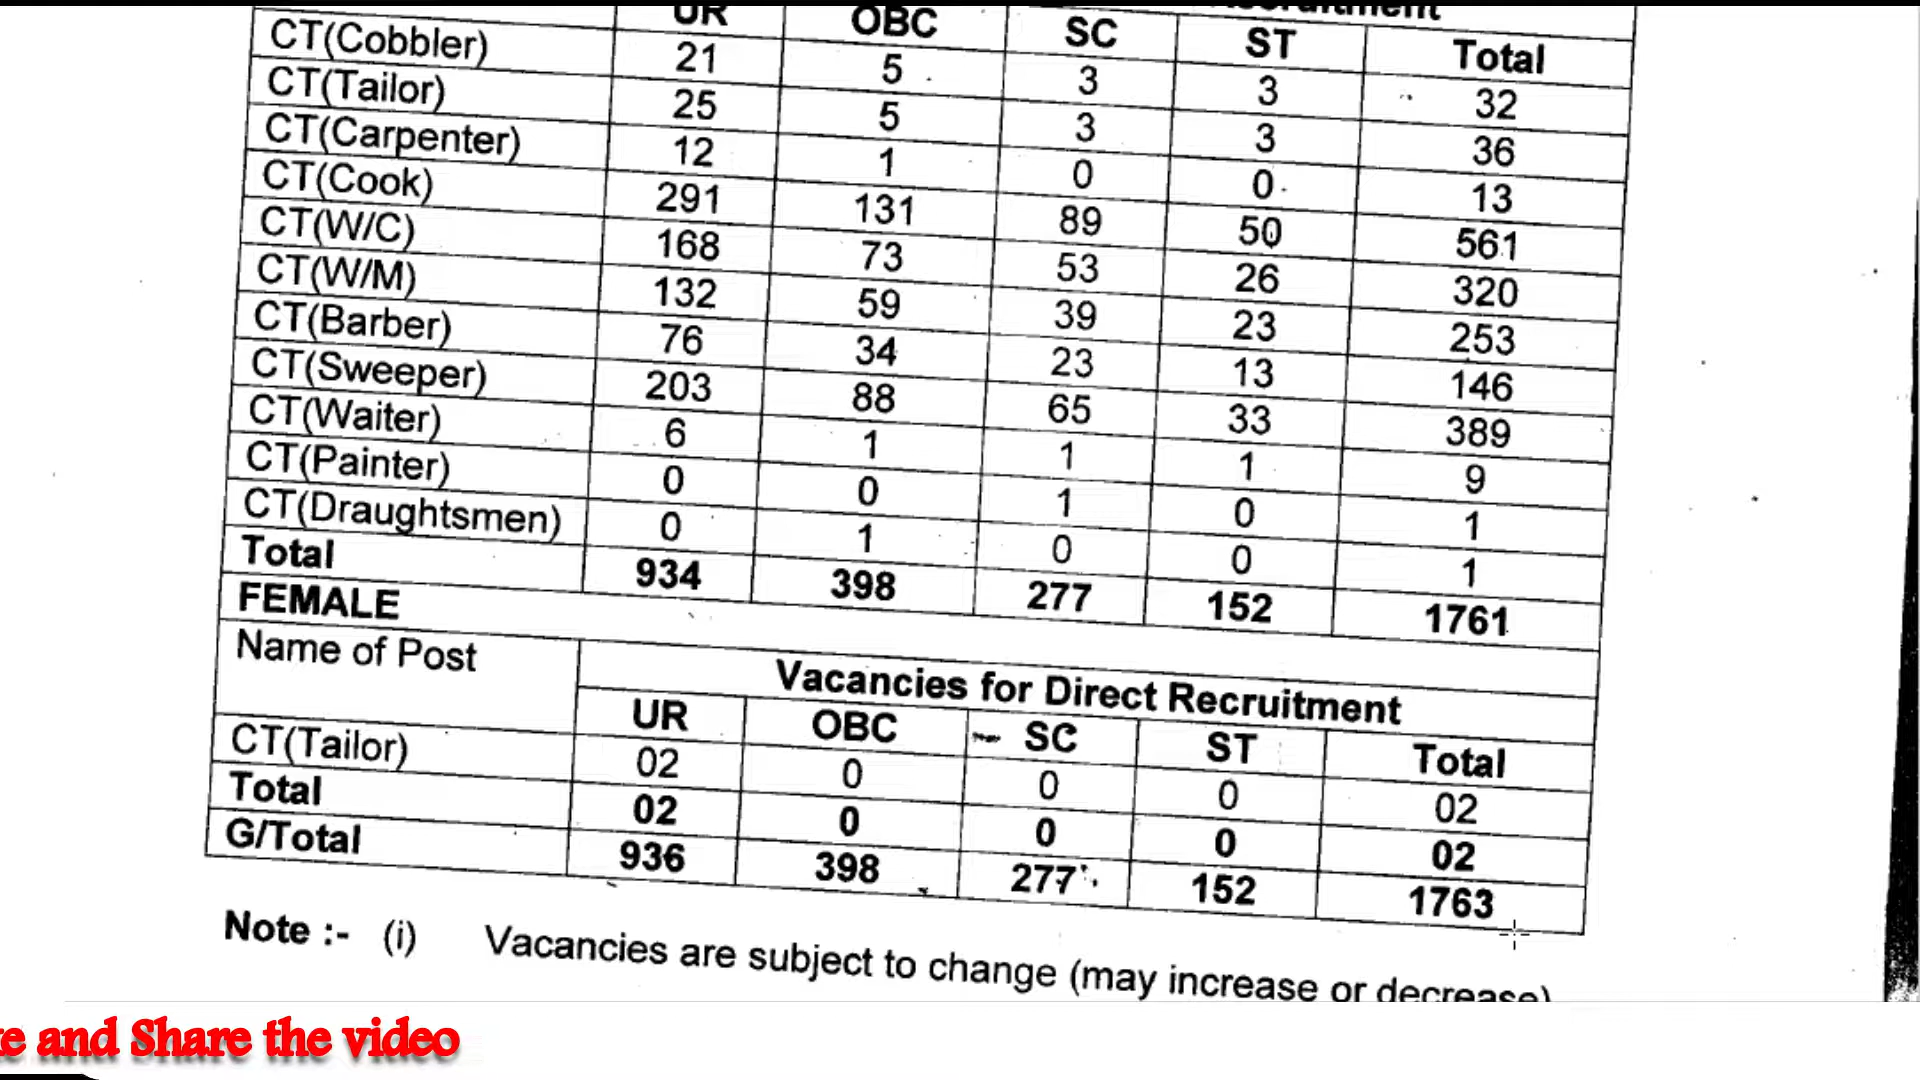 UR OBC SC ST Total
CT(Cobbler) 21 5 3 3 32
CT(Tailor) 25 5 3 3 36
CT(Carpenter) 12 1 0 0 13
CT(Cook) 291 131 89 50 561
CT(W/C) 168 73 53 26 320
CT(W/M) 132 59 39 23 253
CT(Barber) 76 34 23 13 146
CT(Sweeper) 203 88 65 33 389
CT(Waiter) 6 1 1 1 9
CT(Painter) 0 0 1 0 1
CT(Draughtsmen) 0 1 0 0 1
Total 934 398 277 152 1761
FEMALE
Name of Post Vacancies for Direct Recruitment
UR OBC SC ST Total
CT(Tailor) 02 0 0 0 02
Total 02 0 0 0 02
G/Total 936 398 277 152 1763
Note :- (i) Vacancies are subject to change (may increase or decrease)
and Share the video